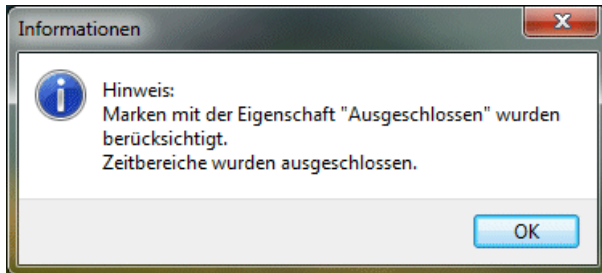 Informationen
Hinweis:
Marken mit der Eigenschaft "Ausgeschlossen" wurden
berücksichtigt.
Zeitbereiche wurden ausgeschlossen.
OK